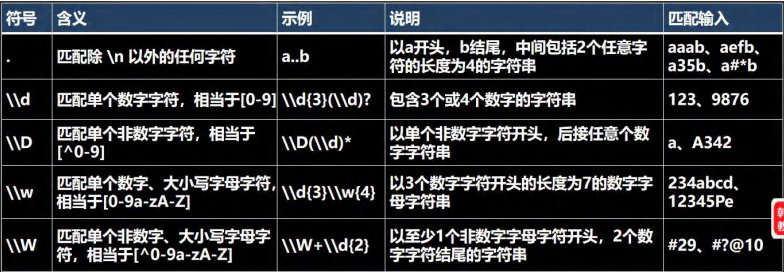 符号 含义 示例 说明 匹配输入
. 匹配除 \n 以外的任何字符 a..b 以a开头，b结尾，中间包括2个任意字
符的长度为4的字符串 aaab、aefb、
a35b、a#*b
\\d 匹配单个数字字符，相当于[0-9] \\d{3}(\\d)? 包含3个或4个数字的字符串 123、9876
\\D 匹配单个非数字字符，相当于
[^0-9] \\D(\\d)* 以单个非数字字符开头，后接任意个数
字字符串 a、A342
\\w 匹配单个数字、大小写字母字符，
相当于[0-9a-zA-Z] \\d{3}\\w{4} 以3个数字字符开头的长度为7的数字字
母字符串 234abcd、
12345Pe
\\W 匹配单个非数字、大小写字母字
符，相当于[^0-9a-zA-Z] \\W+\\d{2} 以至少1个非数字字母字符开头，2个数
字字符结尾的字符串 #29、#?@10